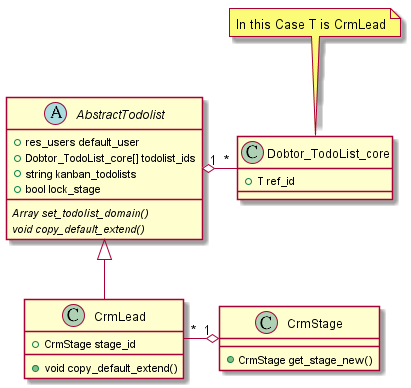 In this Case T is CrmLead
A AbstractTodolist
res_users default_user
Dobtor_TodoList_core[] todolist_ids
string kanban_todolists
bool lock_stage
Array set_todolist_domain()
void copy_default_extend()
1 *
C Dobtor_TodoList_core
T ref_id
C CrmLead
CrmStage stage_id
void copy_default_extend()
* 1
C CrmStage
CrmStage get_stage_new()